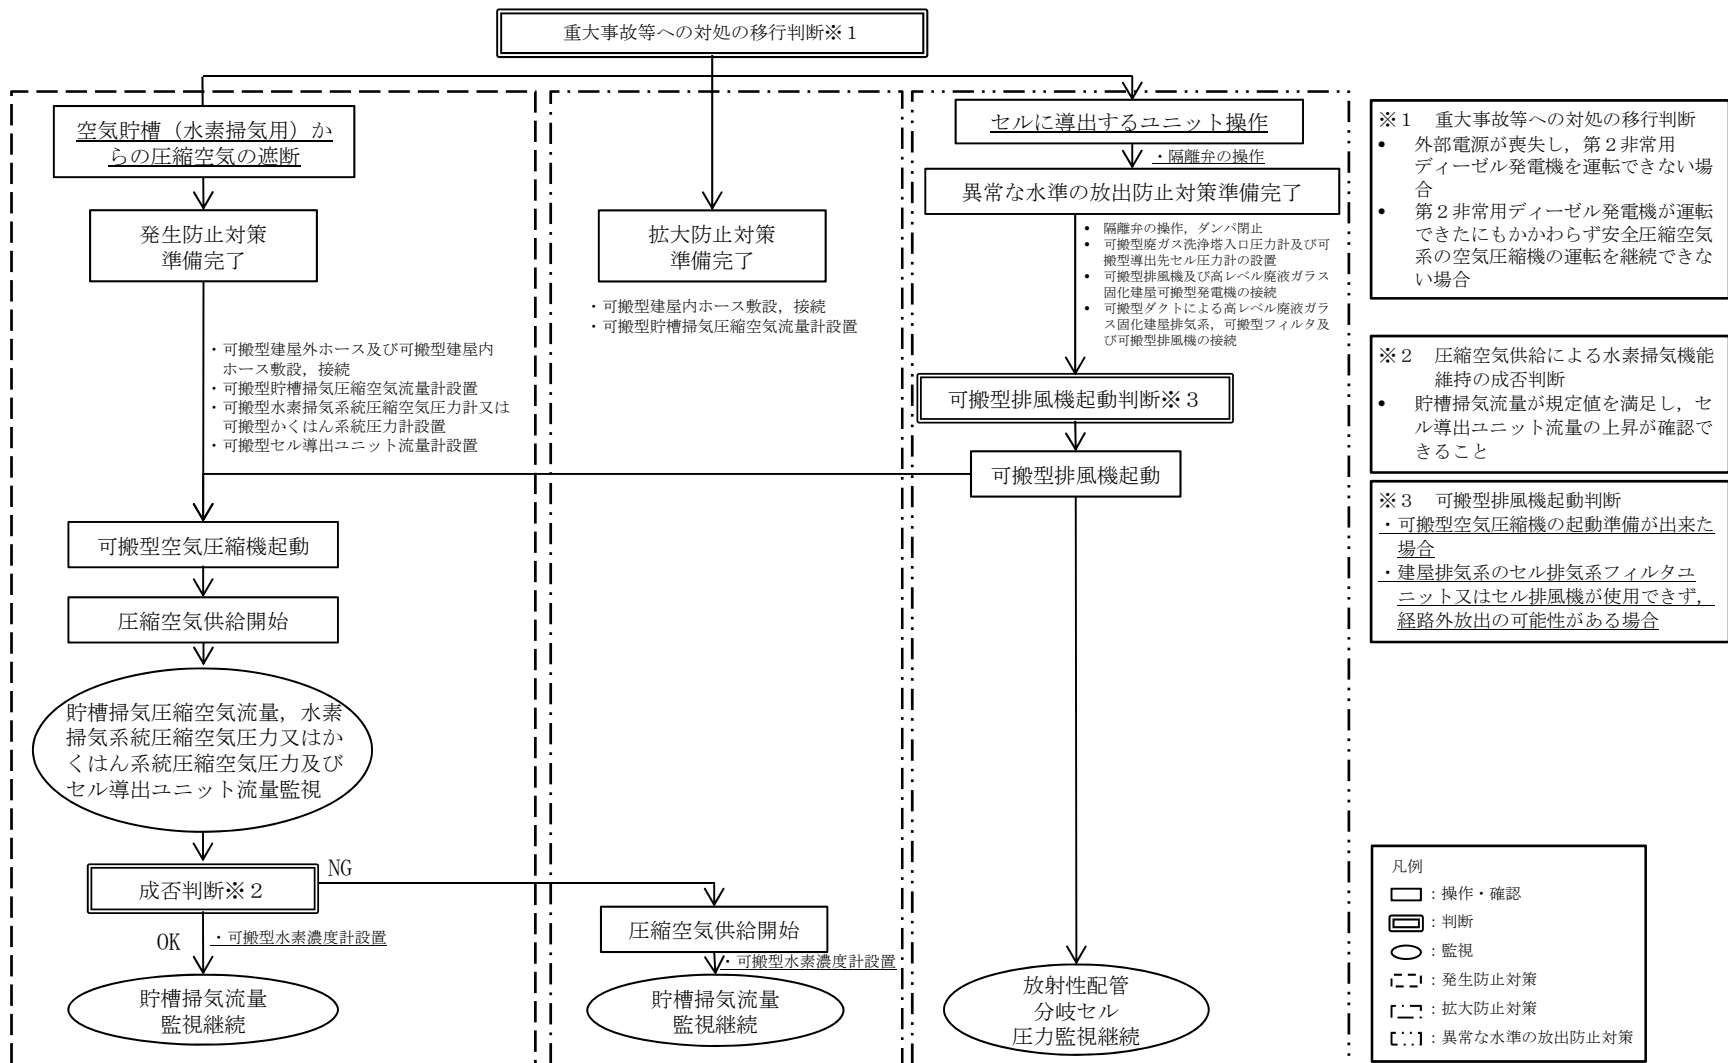 重大事故等への対処の移行判断※１
空気貯槽（水素掃気用）か
らの圧縮空気の遮断
発生防止対策
準備完了
・可搬型建屋外ホース及び可搬型建屋内
ホース敷設，接続
・可搬型貯槽掃気圧縮空気流量計設置
・可搬型水素掃気系統圧縮空気圧力計又は
可搬型かくはん系統圧力計設置
・可搬型セル導出ユニット流量計設置
可搬型空気圧縮機起動
圧縮空気供給開始
貯槽掃気圧縮空気流量，水素
掃気系統圧縮空気圧力又はか
くはん系統圧縮空気圧力及び
セル導出ユニット流量監視
成否判断※２
NG
OK
・可搬型水素濃度計設置
貯槽掃気流量
監視継続
拡大防止対策
準備完了
・可搬型建屋内ホース敷設，接続
・可搬型貯槽掃気圧縮空気流量計設置
圧縮空気供給開始
・可搬型水素濃度計設置
貯槽掃気流量
監視継続
セルに導出するユニット操作
・隔離弁の操作
異常な水準の放出防止対策準備完了
• 隔離弁の操作，ダンパ閉止
• 可搬型廃ガス洗浄塔入口圧力計及び可
搬型導出先セル圧力計の設置
• 可搬型排風機及び高レベル廃液ガラス
固化建屋可搬型発電機の接続
• 可搬型ダクトによる高レベル廃液ガラ
ス固化建屋排気系，可搬型フィルタ及
び可搬型排風機の接続
可搬型排風機起動判断※３
可搬型排風機起動
放射性配管
分岐セル
圧力監視継続
※１　重大事故等への対処の移行判断
• 外部電源が喪失し，第２非常用
ディーゼル発電機を運転できない場
合
• 第２非常用ディーゼル発電機が運転
できたにもかかわらず安全圧縮空気
系の空気圧縮機の運転を継続できな
い場合
※２　圧縮空気供給による水素掃気機能
維持の成否判断
• 貯槽掃気流量が規定値を満足し，セ
ル導出ユニット流量の上昇が確認で
きること
※３　可搬型排風機起動判断
・可搬型空気圧縮機の起動準備が出来た
場合
・建屋排気系のセル排気系フィルタユ
ニット又はセル排風機が使用できず，
経路外放出の可能性がある場合
凡例
：操作・確認
：判断
：監視
：発生防止対策
：拡大防止対策
：異常な水準の放出防止対策